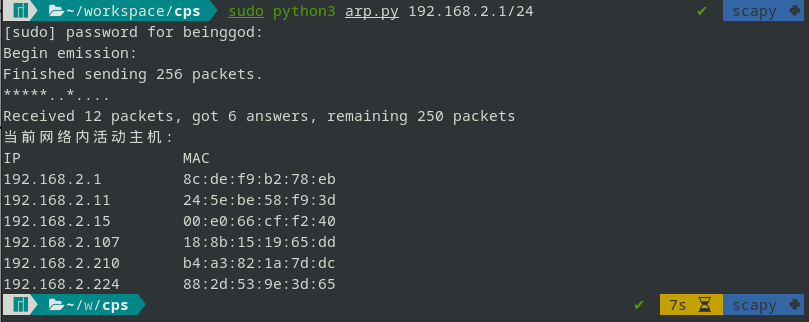 ~/workspace/cps sudo python3 arp.py 192.168.2.1/24 ✔ scapy
[sudo] password for beinggod:
Begin emission:
Finished sending 256 packets.
*****..*....
Received 12 packets, got 6 answers, remaining 250 packets
当前网络内活动主机：
IP MAC
192.168.2.1 8c:de:f9:b2:78:eb
192.168.2.11 24:5e:be:58:f9:3d
192.168.2.15 00:e0:66:cf:f2:40
192.168.2.107 18:8b:15:19:65:dd
192.168.2.210 b4:a3:82:1a:7d:dc
192.168.2.224 88:2d:53:9e:3d:65
~/w/cps ✔ 7s scapy